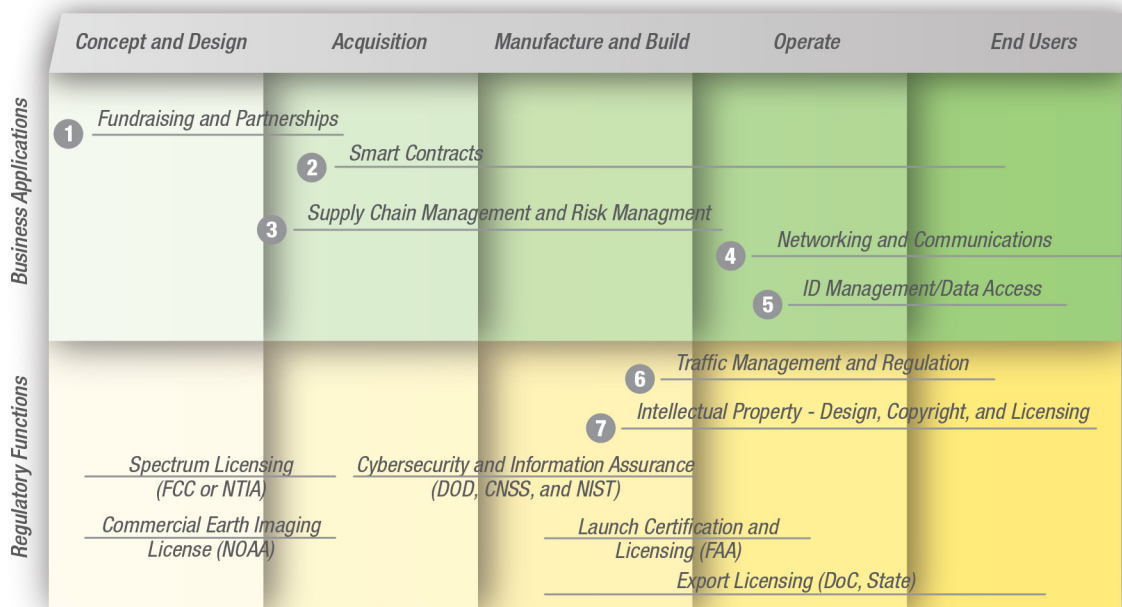 Concept and Design
Acquisition
Manufacture and Build
Operate
End Users
Business Applications
1 Fundraising and Partnerships
2 Smart Contracts
3 Supply Chain Management and Risk Managment
4 Networking and Communications
5 ID Management/Data Access
Regulatory Functions
6 Traffic Management and Regulation
7 Intellectual Property - Design, Copyright, and Licensing
Spectrum Licensing
(FCC or NTIA)
Cybersecurity and Information Assurance
(DOD, CNSS, and NIST)
Commercial Earth Imaging
License (NOAA)
Launch Certification and
Licensing (FAA)
Export Licensing (DoC, State)